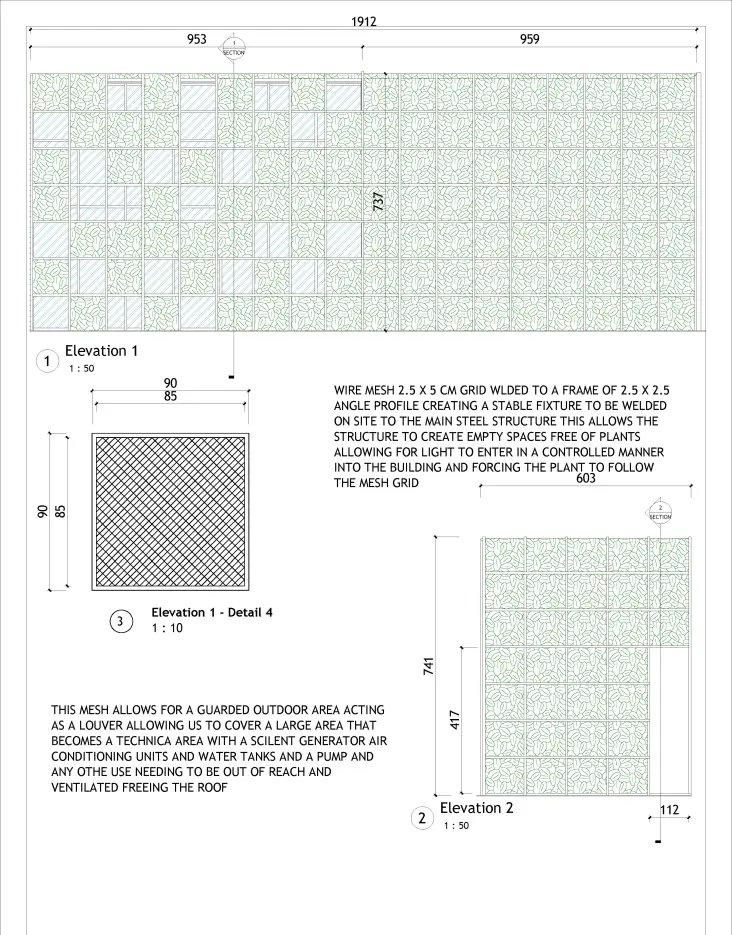 1912
953
959
1
SECTION
737
1
Elevation 1
1 : 50
90
85
90
85
3
Elevation 1 - Detail 4
1 : 10
WIRE MESH 2.5 X 5 CM GRID WLDED TO A FRAME OF 2.5 X 2.5
ANGLE PROFILE CREATING A STABLE FIXTURE TO BE WELDED
ON SITE TO THE MAIN STEEL STRUCTURE THIS ALLOWS THE
STRUCTURE TO CREATE EMPTY SPACES FREE OF PLANTS
ALLOWING FOR LIGHT TO ENTER IN A CONTROLLED MANNER
INTO THE BUILDING AND FORCING THE PLANT TO FOLLOW
THE MESH GRID
603
2
SECTION
741
417
112
2
Elevation 2
1 : 50
THIS MESH ALLOWS FOR A GUARDED OUTDOOR AREA ACTING
AS A LOUVER ALLOWING US TO COVER A LARGE AREA THAT
BECOMES A TECHNICA AREA WITH A SCILENT GENERATOR AIR
CONDITIONING UNITS AND WATER TANKS AND A PUMP AND
ANY OTHE USE NEEDING TO BE OUT OF REACH AND
VENTILATED FREEING THE ROOF